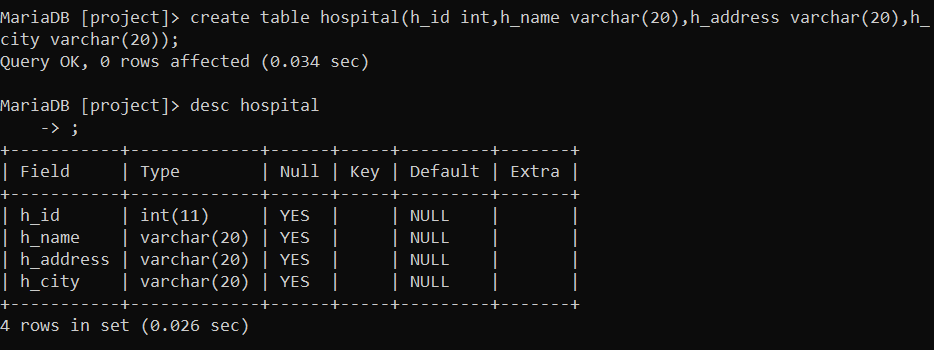 MariaDB [project]> create table hospital(h_id int,h_name varchar(20),h_address varchar(20),h_
city varchar(20));
Query OK, 0 rows affected (0.034 sec)

MariaDB [project]> desc hospital
    -> ;
+-----------+-------------+------+-----+---------+-------+
| Field     | Type        | Null | Key | Default | Extra |
+-----------+-------------+------+-----+---------+-------+
| h_id      | int(11)     | YES  |     | NULL    |       |
| h_name    | varchar(20) | YES  |     | NULL    |       |
| h_address | varchar(20) | YES  |     | NULL    |       |
| h_city    | varchar(20) | YES  |     | NULL    |       |
+-----------+-------------+------+-----+---------+-------+
4 rows in set (0.026 sec)